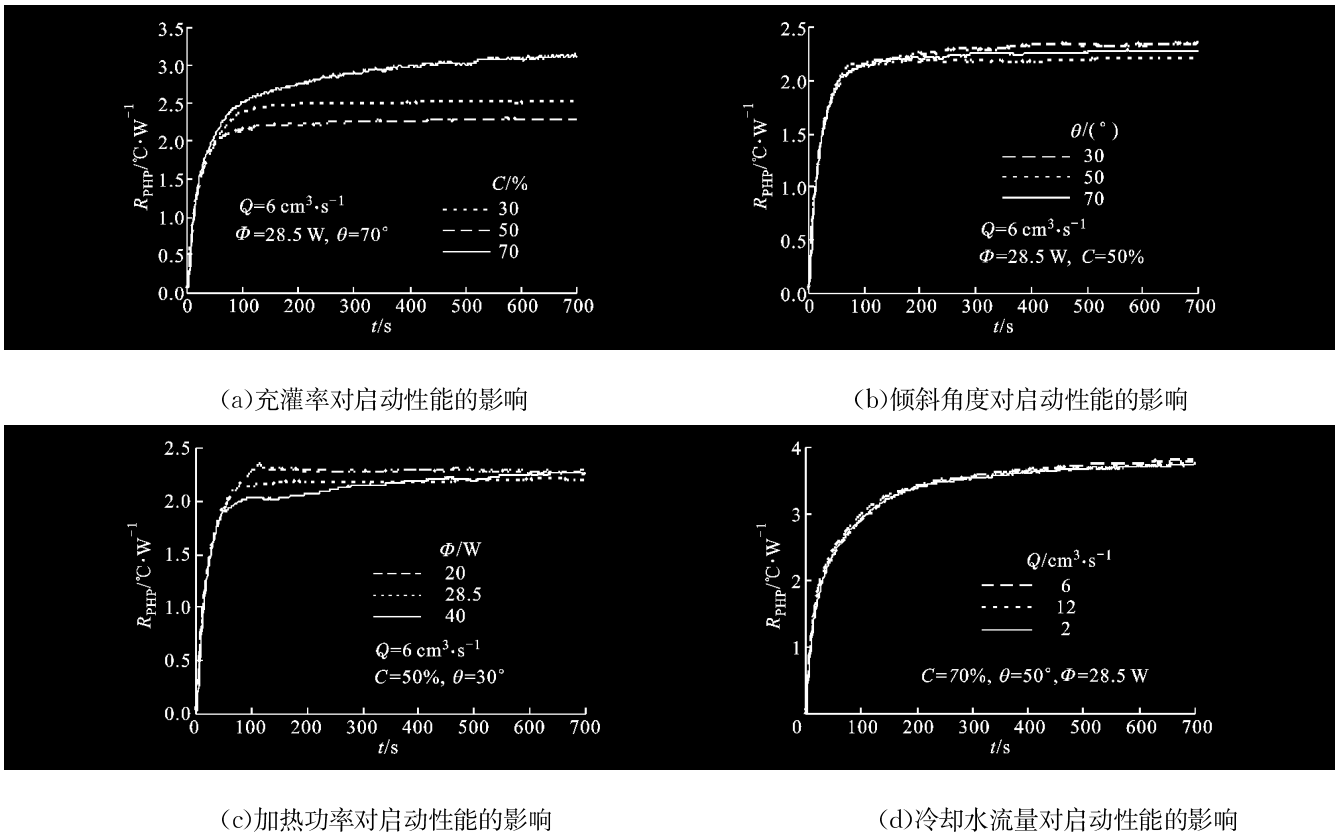 3.5
3.0
2.5
2.0
1.5
1.0
0.5
0.0
R_PHP/℃·W⁻¹
Q=6 cm³·s⁻¹
Φ=28.5 W, θ=70°
C/%
30
50
70
0 100 200 300 400 500 600 700
t/s
2.5
2.0
1.5
1.0
0.5
0.0
R_PHP/℃·W⁻¹
θ/(°)
30
50
70
Q=6 cm³·s⁻¹
Φ=28.5 W, C=50%
0 100 200 300 400 500 600 700
t/s
(a)充灌率对启动性能的影响
(b)倾斜角度对启动性能的影响
2.5
2.0
1.5
1.0
0.5
0.0
R_PHP/℃·W⁻¹
Φ/W
20
28.5
40
Q=6 cm³·s⁻¹
C=50%, θ=30°
0 100 200 300 400 500 600 700
t/s
4
3
2
1
0
R_PHP/℃·W⁻¹
Q/cm³·s⁻¹
6
12
2
C=70%, θ=50°,Φ=28.5 W
100 200 300 400 500 600 700
t/s
(c)加热功率对启动性能的影响
(d)冷却水流量对启动性能的影响